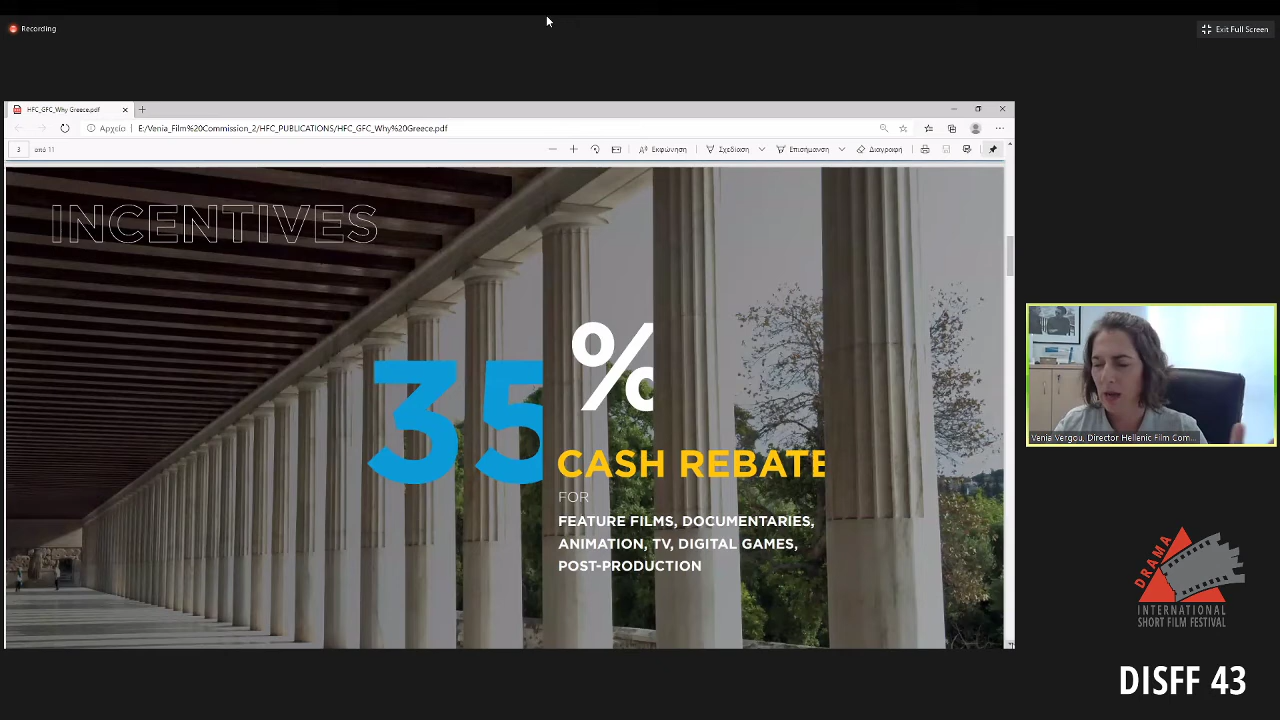 Recording
Exit Full Screen
HFC_GFC_Why Greece.pdf
Αρχείο
E:/Venia_Film%20Commission_2/HFC_PUBLICATIONS/HFC_GFC_Why%20Greece.pdf
3 από 11
Εκφώνηση
Σχεδίαση
Επισήμανση
Διαγραφή
INCENTIVES
35 %
CASH REBATE
FOR
FEATURE FILMS, DOCUMENTARIES,
ANIMATION, TV, DIGITAL GAMES,
POST-PRODUCTION
Venia Vergou, Director Hellenic Film Com...
DRAMA
INTERNATIONAL
SHORT FILM FESTIVAL
DISFF 43